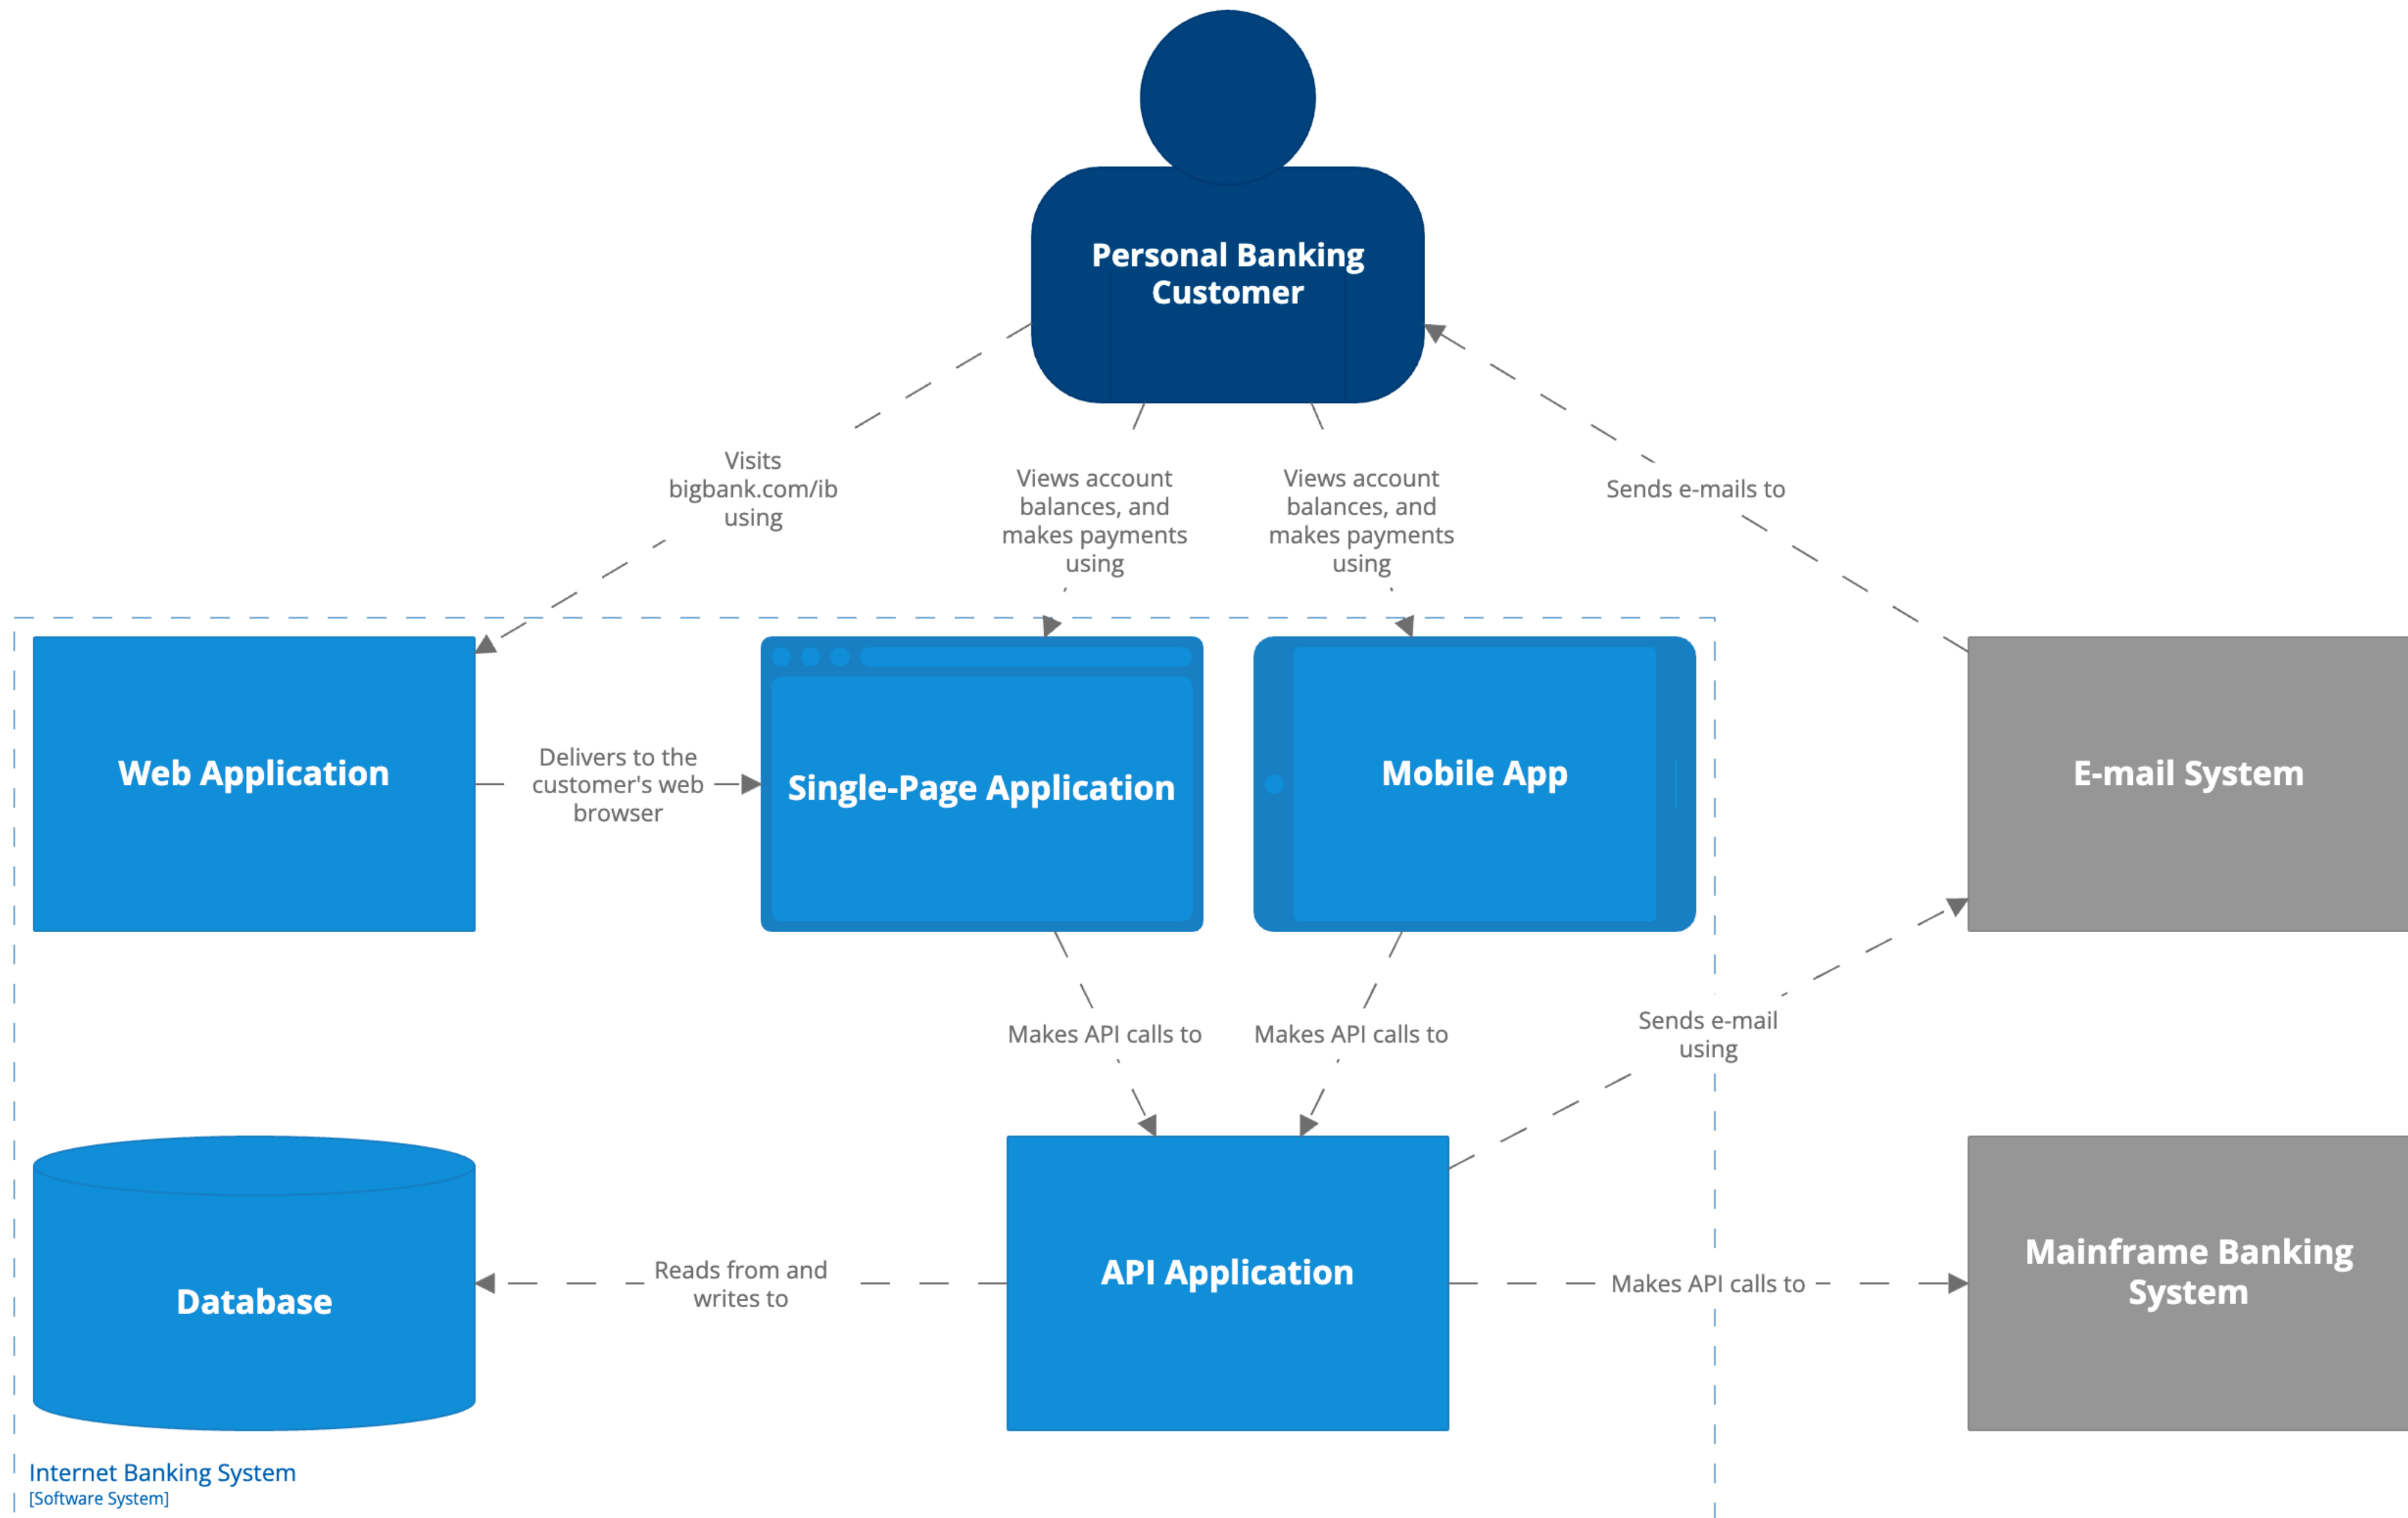 Personal Banking
Customer
Visits
bigbank.com/ib
using
Views account
balances, and
makes payments
using
Views account
balances, and
makes payments
using
Sends e-mails to
Web Application
Delivers to the
customer's web
browser
Single-Page Application
Mobile App
E-mail System
Makes API calls to
Makes API calls to
Sends e-mail
using
Database
Reads from and
writes to
API Application
Makes API calls to
Mainframe Banking
System
Internet Banking System
[Software System]